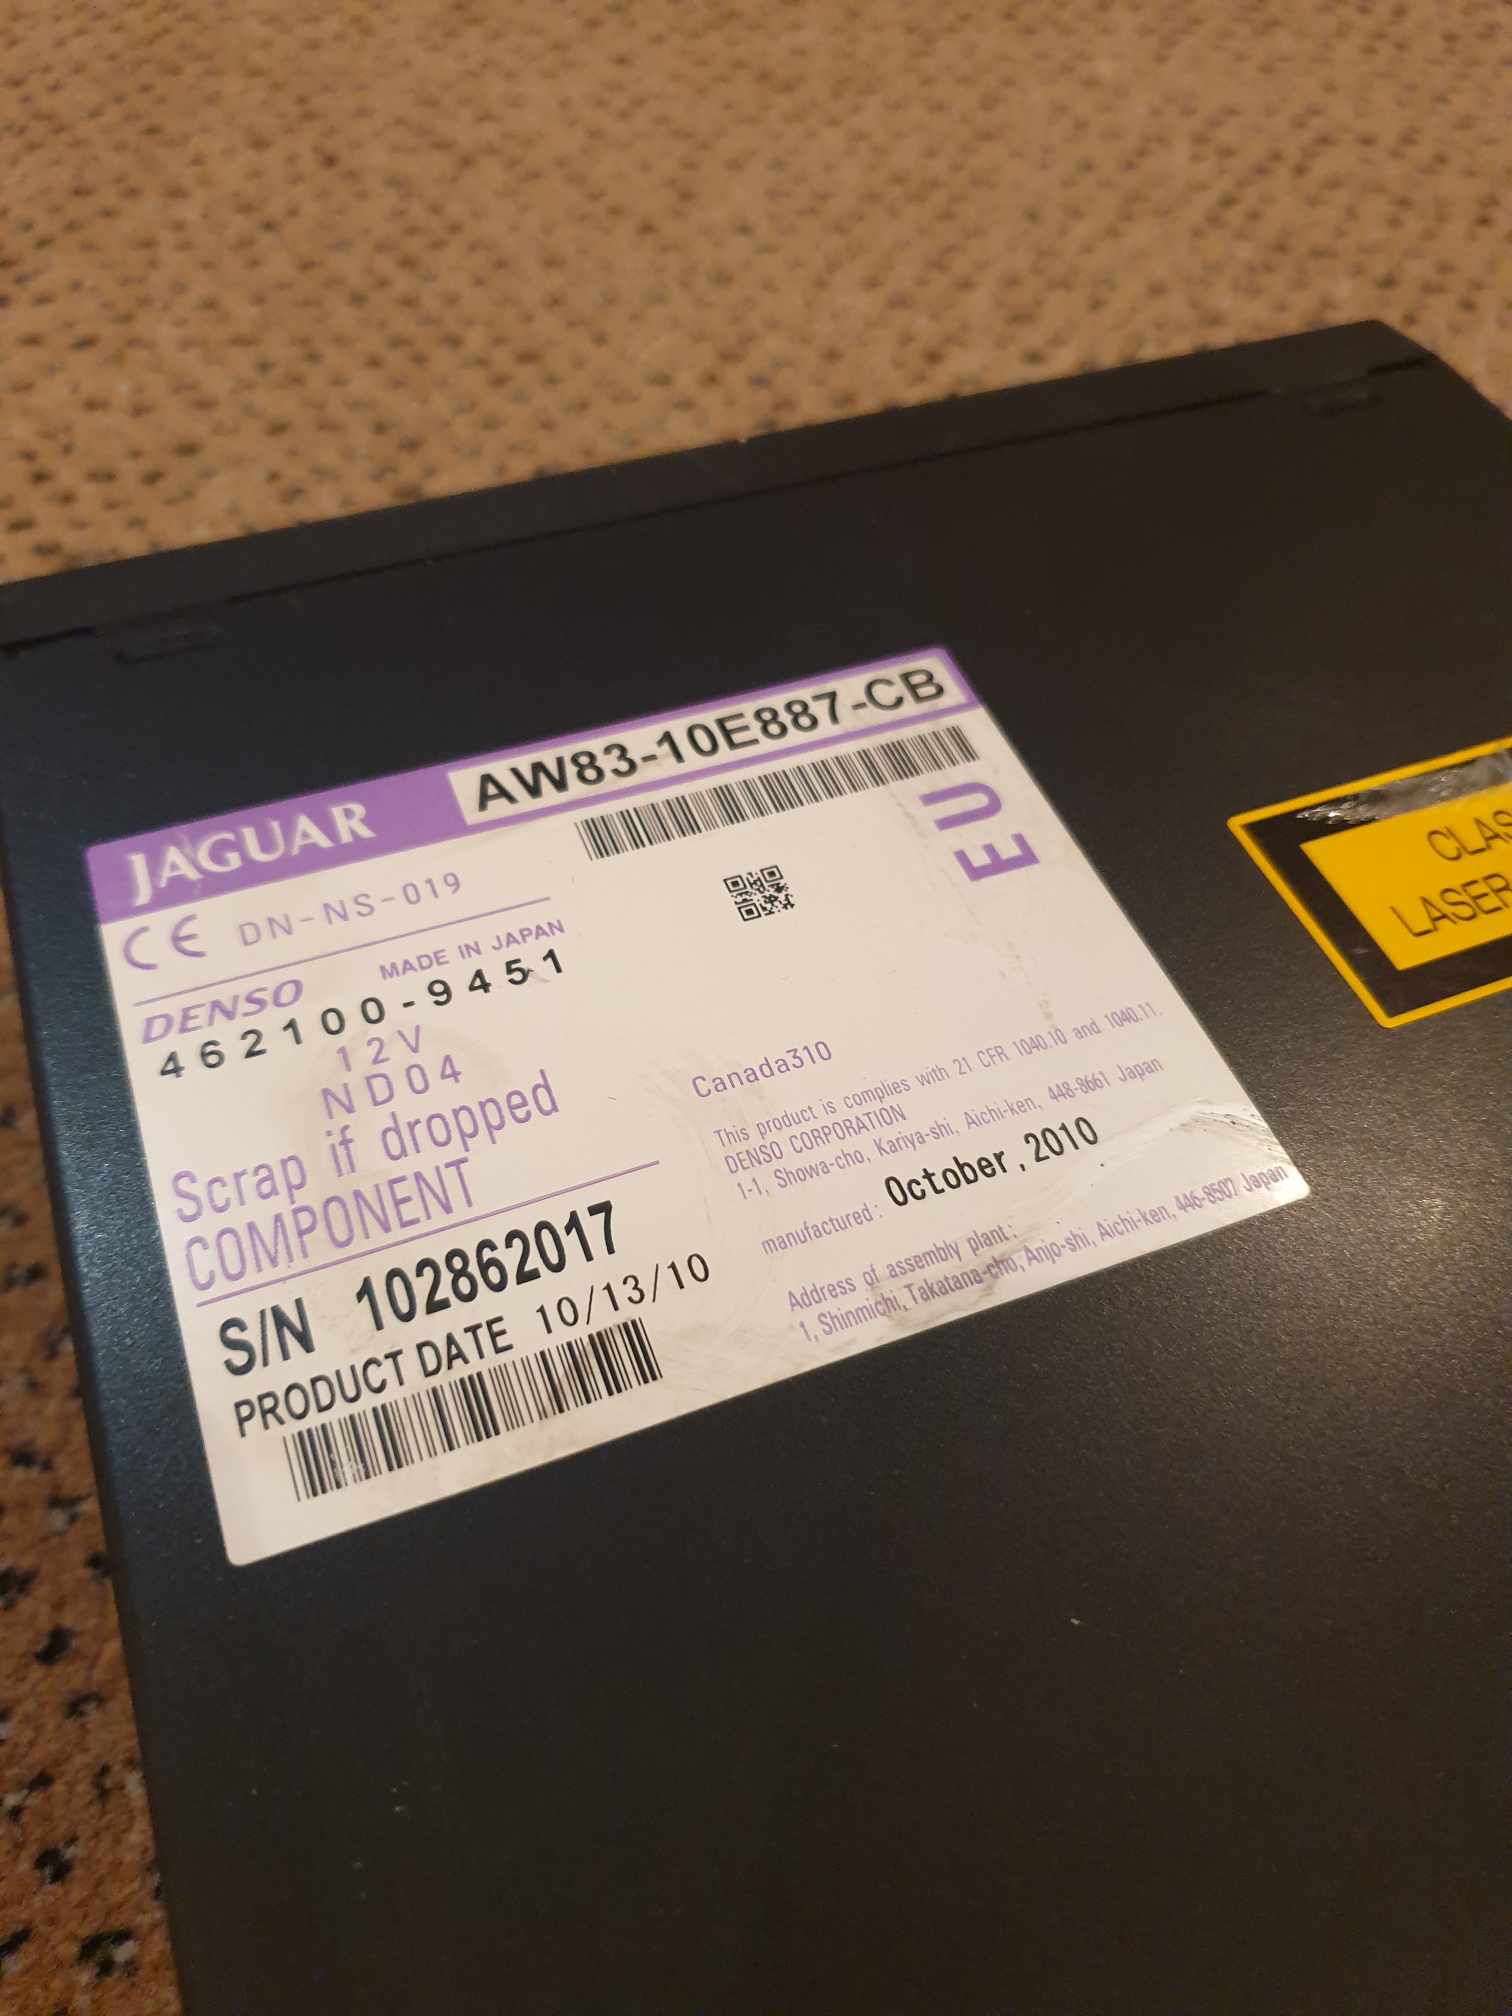 JAGUAR AW83-10E887-CB
CE DN-NS-019
EU
DENSO MADE IN JAPAN
462100-9451
12V
ND04
Scrap if dropped
COMPONENT
S/N 102862017
PRODUCT DATE 10/13/10
Canada310
This product is complies with 21 CFR 1040.10 and 1040.11.
DENSO CORPORATION
1-1, Showa-cho, Kariya-shi, Aichi-ken, 448-8661 Japan
manufactured: October, 2010
Address of assembly plant:
1, Shinmichi, Takatana-cho, Anjo-shi, Aichi-ken, 446-8507 Japan
LASER